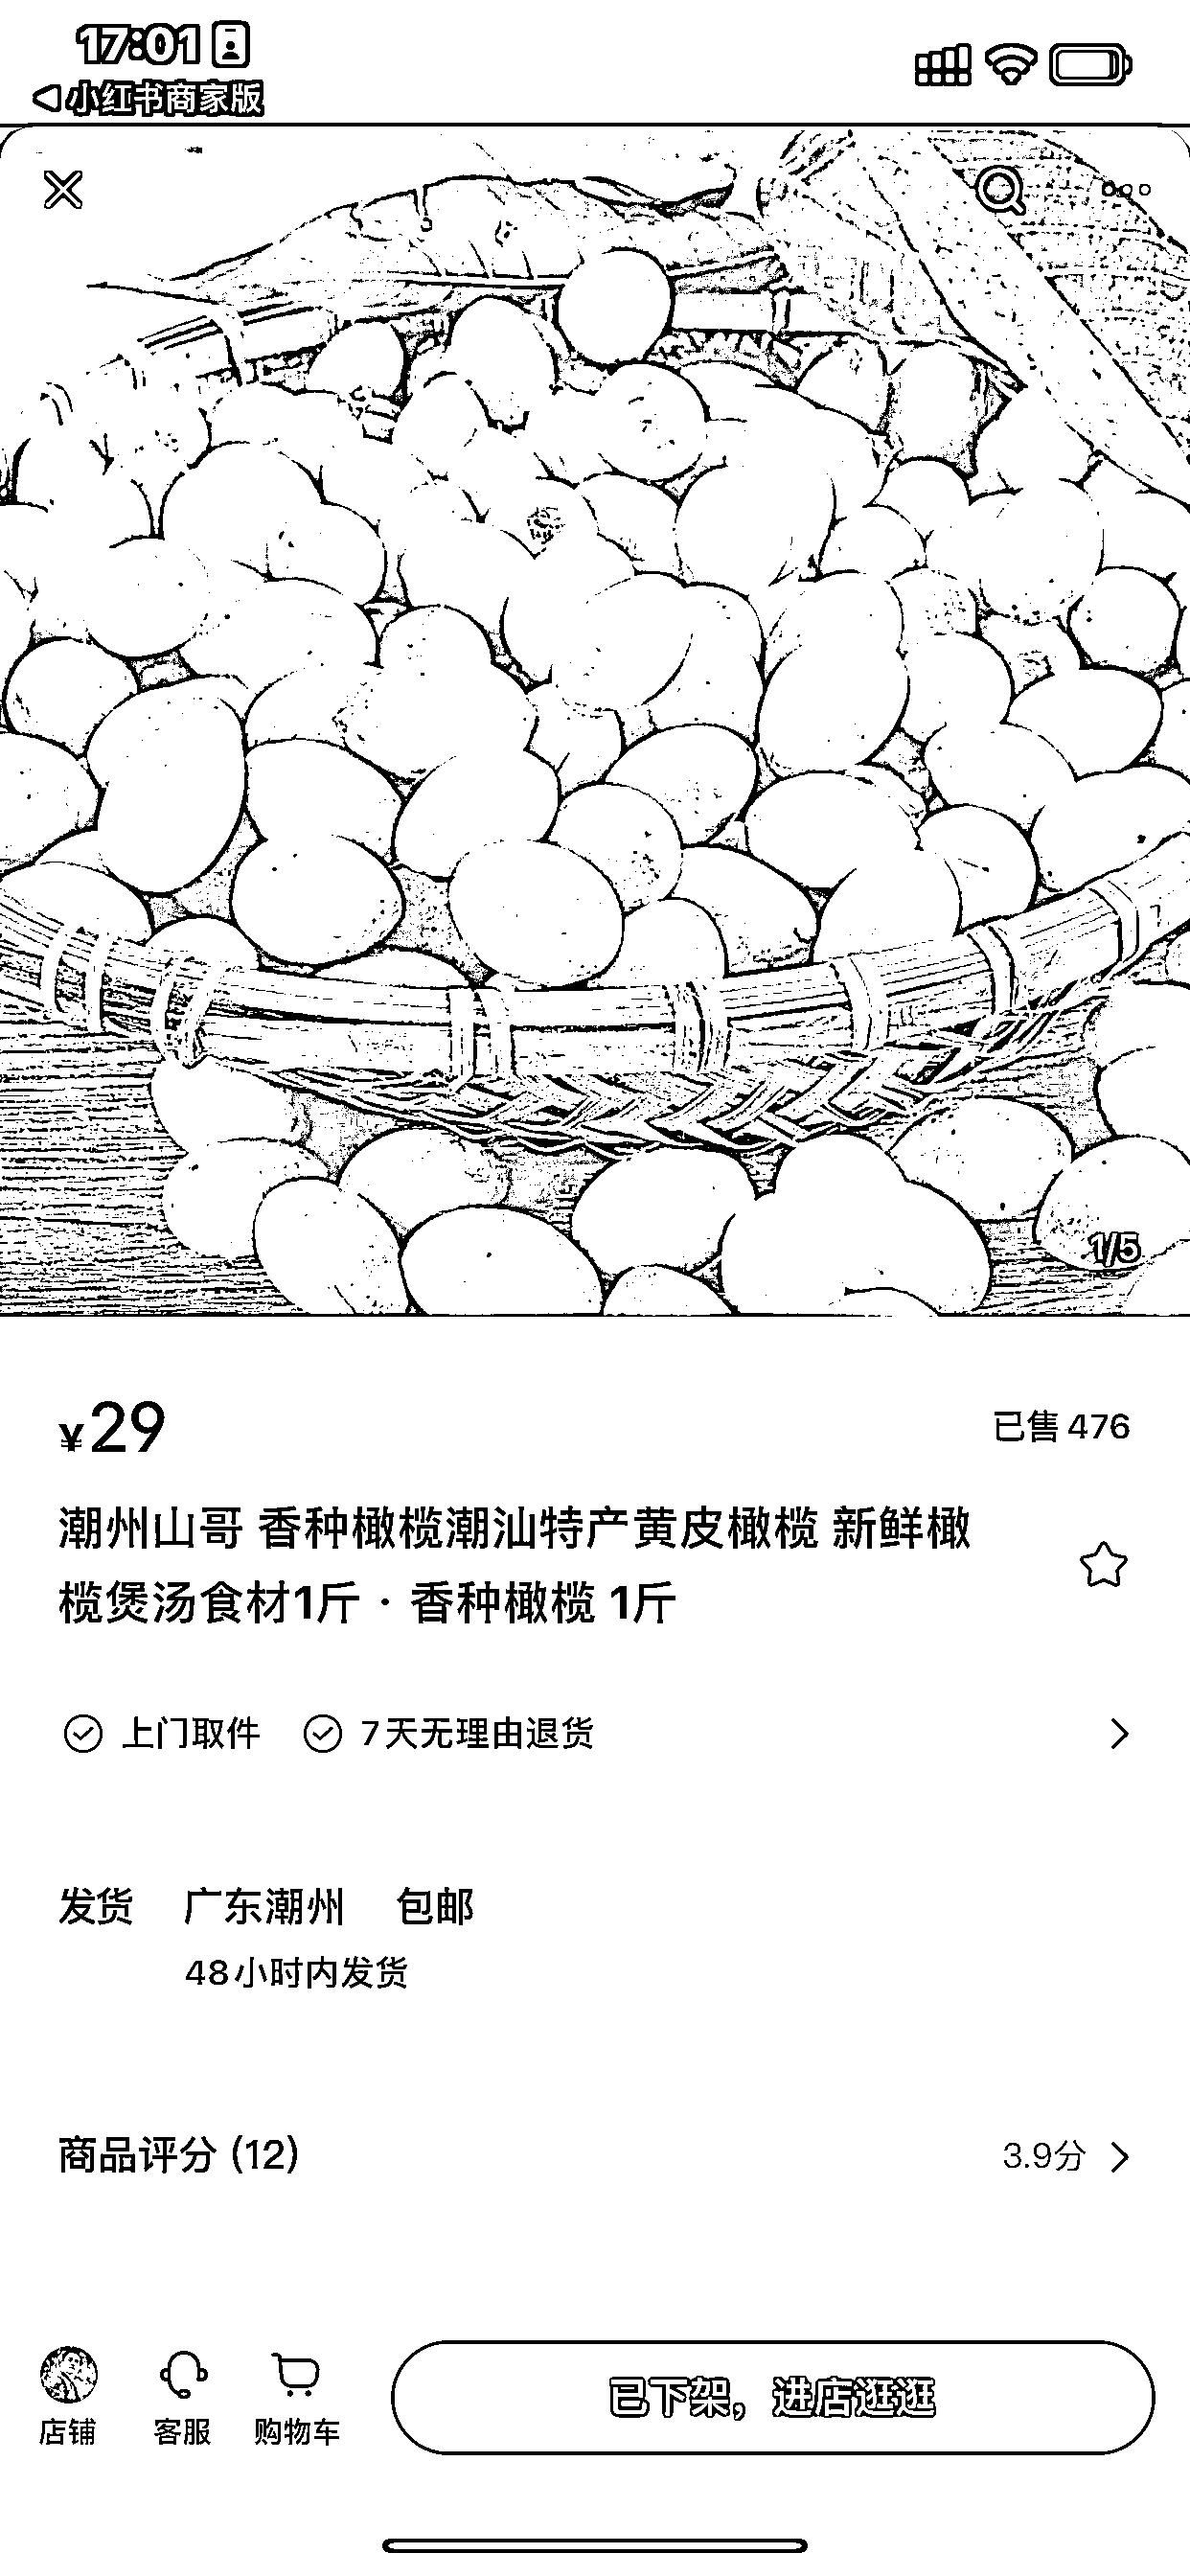 17:01
小红书商家版
1/5
¥29
已售 476
潮州山哥 香种橄榄潮汕特产黄皮橄榄 新鲜橄
榄煲汤食材1斤 · 香种橄榄 1斤
上门取件 7天无理由退货
发货 广东潮州 包邮
48小时内发货
商品评分 (12)
3.9分
店铺 客服 购物车
已下架，进店逛逛